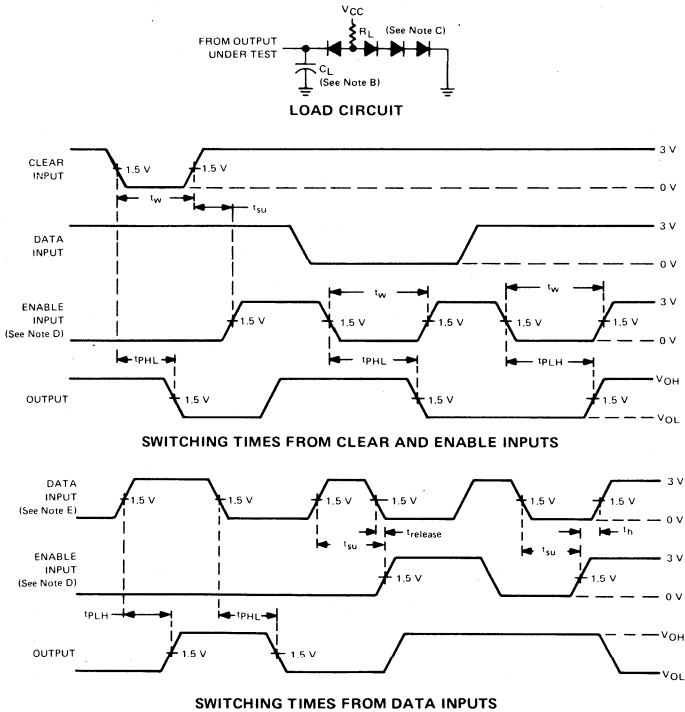 VCC
RL (See Note C)
FROM OUTPUT
UNDER TEST
CL
(See Note B)
LOAD CIRCUIT
CLEAR
INPUT
1.5 V
1.5 V
3 V
0 V
tw
tsu
DATA
INPUT
3 V
0 V
ENABLE
INPUT
(See Note D)
tw
tw
1.5 V
1.5 V
1.5 V
1.5 V
1.5 V
3 V
0 V
tPHL
tPHL
tPLH
OUTPUT
1.5 V
1.5 V
1.5 V
VOH
VOL
SWITCHING TIMES FROM CLEAR AND ENABLE INPUTS
DATA
INPUT
(See Note E)
1.5 V
1.5 V
1.5 V
1.5 V
1.5 V
1.5 V
3 V
0 V
trelease
tsu
tsu
th
ENABLE
INPUT
(See Note D)
1.5 V
1.5 V
3 V
0 V
tPLH
tPHL
OUTPUT
1.5 V
1.5 V
VOH
VOL
SWITCHING TIMES FROM DATA INPUTS